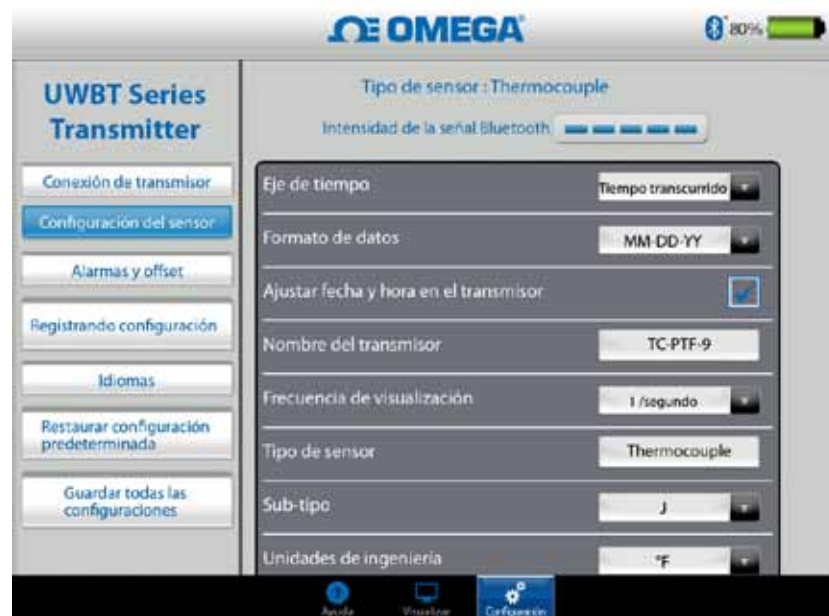 OMEGA
80%
UWBT Series
Transmitter
Conexión de transmisor
Configuración del sensor
Alarmas y offset
Registrando configuración
Idiomas
Restaurar configuración
predeterminada
Guardar todas las
configuraciones
Tipo de sensor : Thermocouple
Intensidad de la señal Bluetooth
Eje de tiempo
Tiempo transcurrido
Formato de datos
MM-DD-YY
Ajustar fecha y hora en el transmisor
Nombre del transmisor
TC-PTF-9
Frecuencia de visualización
1 /segundo
Tipo de sensor
Thermocouple
Sub-tipo
J
Unidades de ingeniería
°F
Ayuda
Visualizar
Configuración